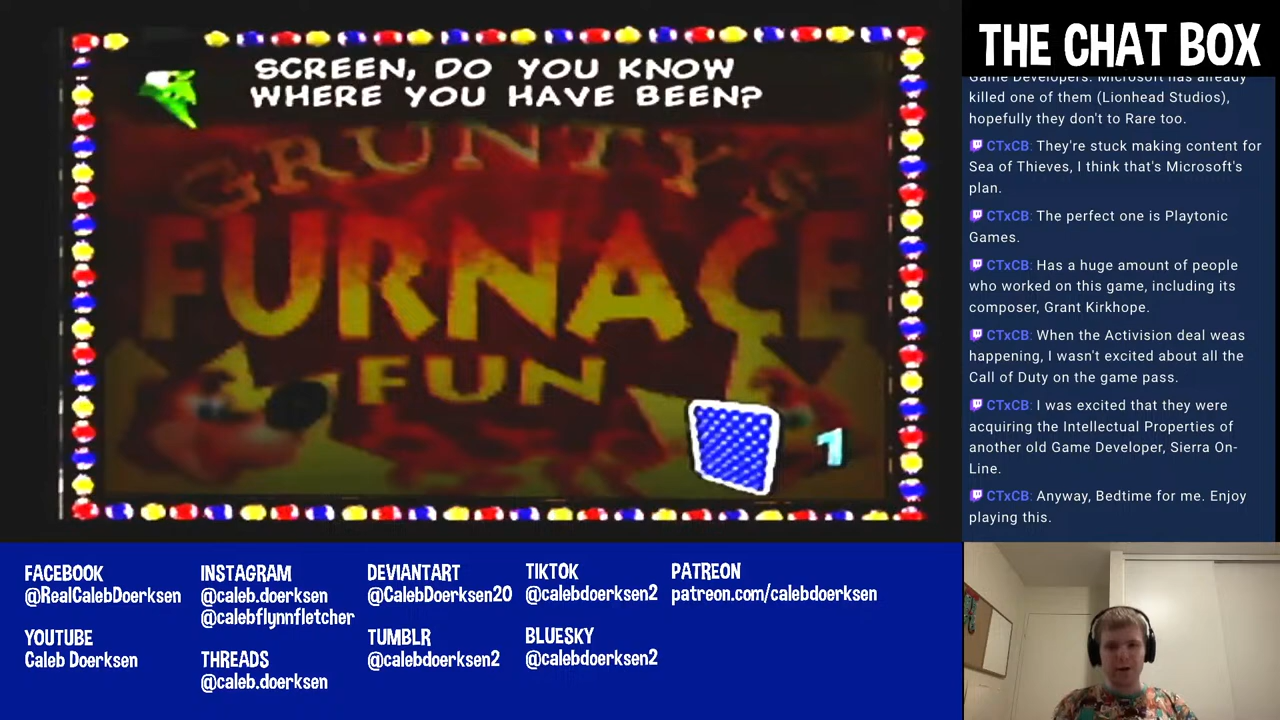 SCREEN, DO YOU KNOW
WHERE YOU HAVE BEEN?
GRUNTY'S
FURNACE
FUN
1
THE CHAT BOX
Game Developers. Microsoft has already
killed one of them (Lionhead Studios),
hopefully they don't to Rare too.
CTxCB: They're stuck making content for
Sea of Thieves, I think that's Microsoft's
plan.
CTxCB: The perfect one is Playtonic
Games.
CTxCB: Has a huge amount of people
who worked on this game, including its
composer, Grant Kirkhope.
CTxCB: When the Activision deal weas
happening, I wasn't excited about all the
Call of Duty on the game pass.
CTxCB: I was excited that they were
acquiring the Intellectual Properties of
another old Game Developer, Sierra On-
Line.
CTxCB: Anyway, Bedtime for me. Enjoy
playing this.
FACEBOOK
@RealCalebDoerksen
YOUTUBE
Caleb Doerksen
INSTAGRAM
@caleb.doerksen
@calebflynnfletcher
THREADS
@caleb.doerksen
DEVIANTART
@CalebDoerksen20
TUMBLR
@calebdoerksen2
TIKTOK
@calebdoerksen2
BLUESKY
@calebdoerksen2
PATREON
patreon.com/calebdoerksen